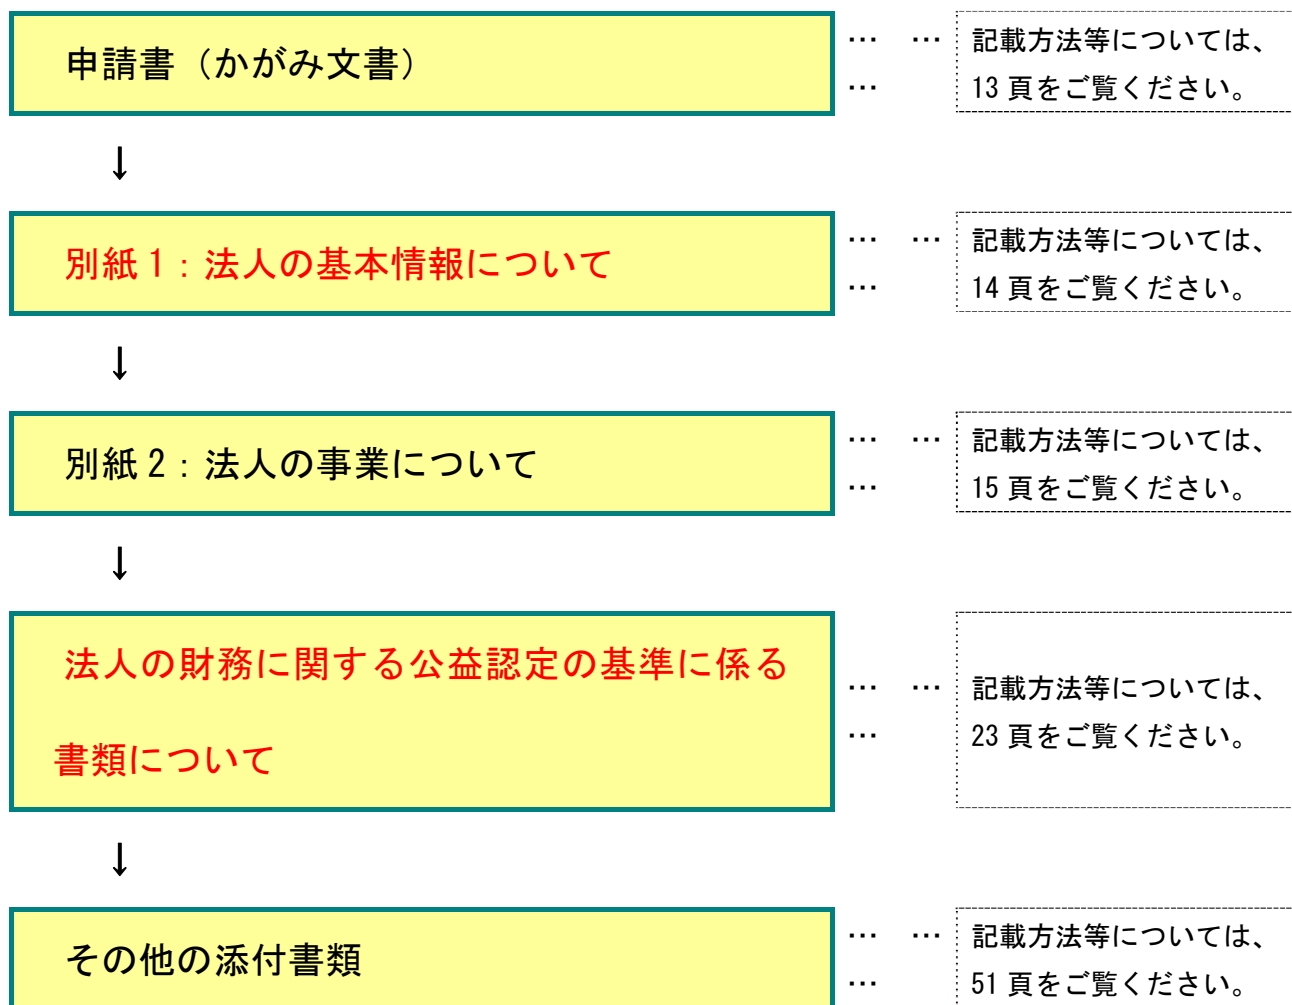 申請書（かがみ文書）
… …
…
記載方法等については、
13 頁をご覧ください。
↓
別紙１：法人の基本情報について
… …
…
記載方法等については、
14 頁をご覧ください。
↓
別紙２：法人の事業について
… …
…
記載方法等については、
15 頁をご覧ください。
↓
法人の財務に関する公益認定の基準に係る
書類について
… …
…
記載方法等については、
23 頁をご覧ください。
↓
その他の添付書類
… …
…
記載方法等については、
51 頁をご覧ください。